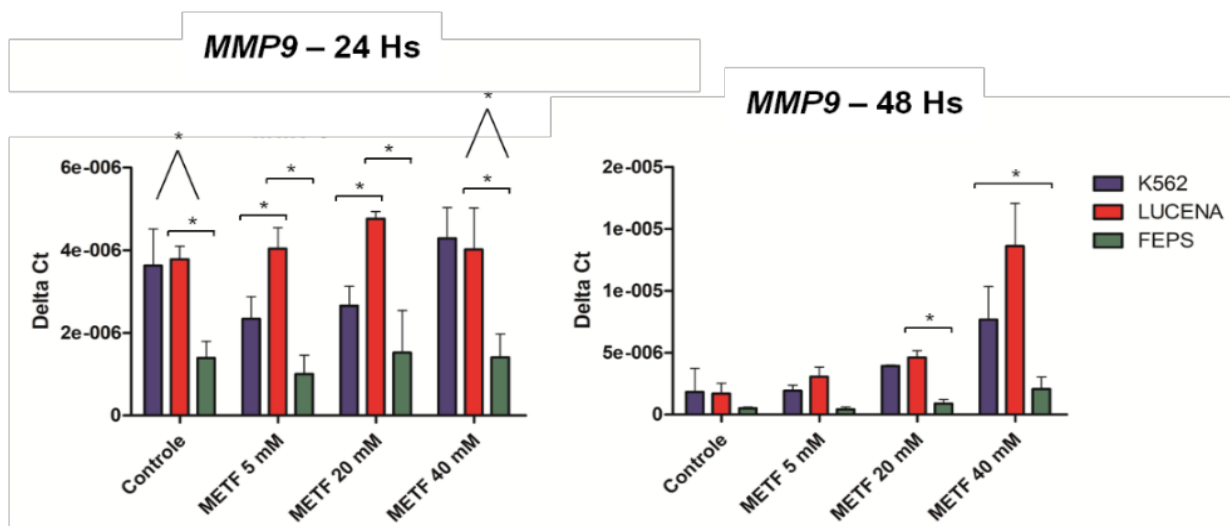 MMP9 – 24 Hs
*
*
*
*
*
*
*
*
6e-006
4e-006
2e-006
0
Delta Ct
Controle
METF 5 mM
METF 20 mM
METF 40 mM
MMP9 – 48 Hs
*
*
2e-005
1e-005
1e-005
5e-006
0
Delta Ct
Controle
METF 5 mM
METF 20 mM
METF 40 mM
K562
LUCENA
FEPS